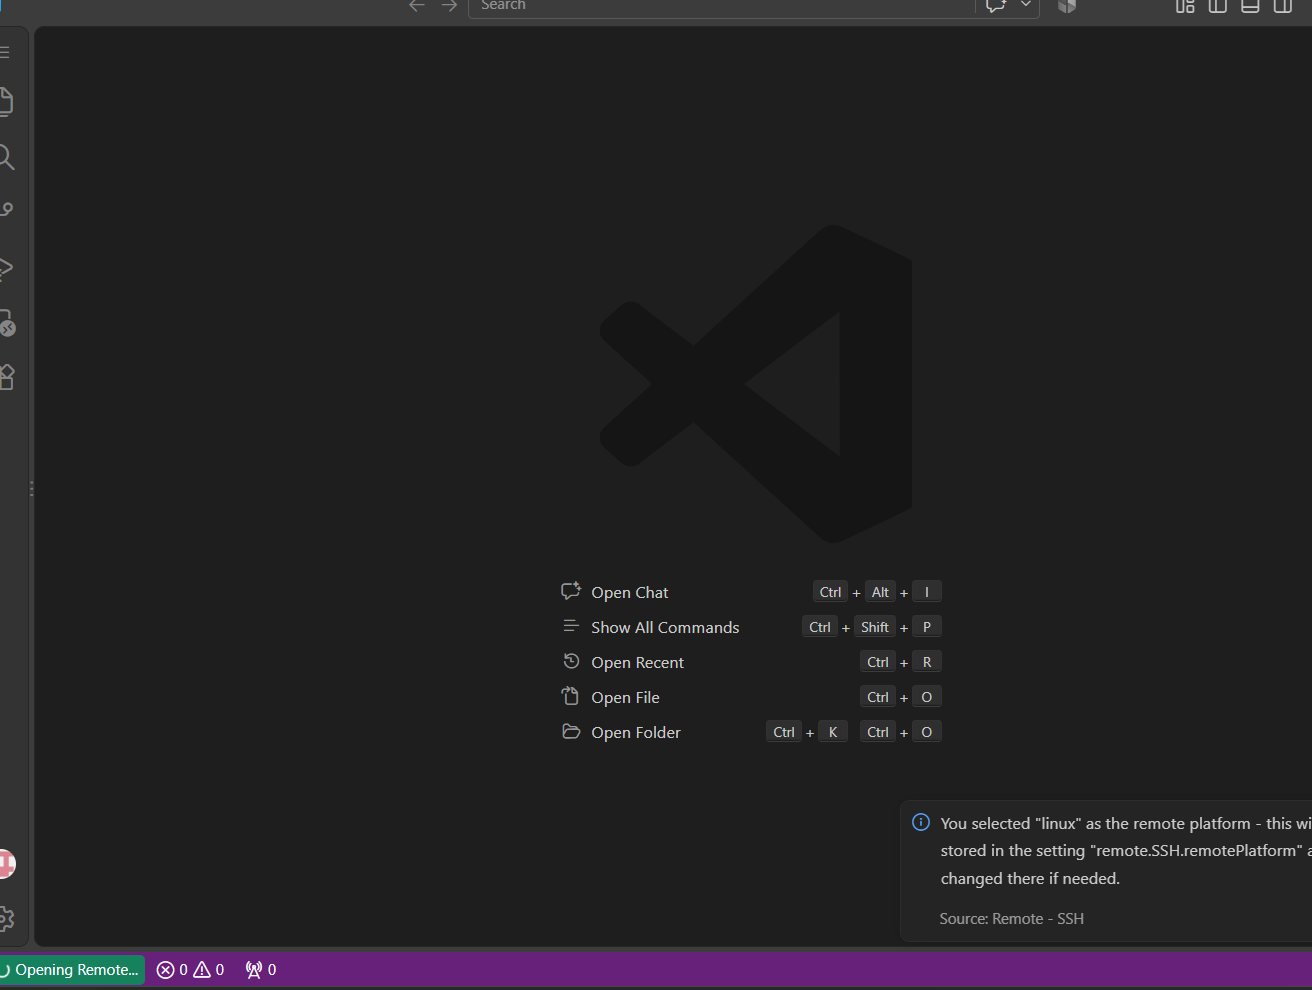 Search
Open Chat Ctrl + Alt + I
Show All Commands Ctrl + Shift + P
Open Recent Ctrl + R
Open File Ctrl + O
Open Folder Ctrl + K Ctrl + O
You selected "linux" as the remote platform - this wi
stored in the setting "remote.SSH.remotePlatform" a
changed there if needed.
Source: Remote - SSH
Opening Remote... 0 0 0